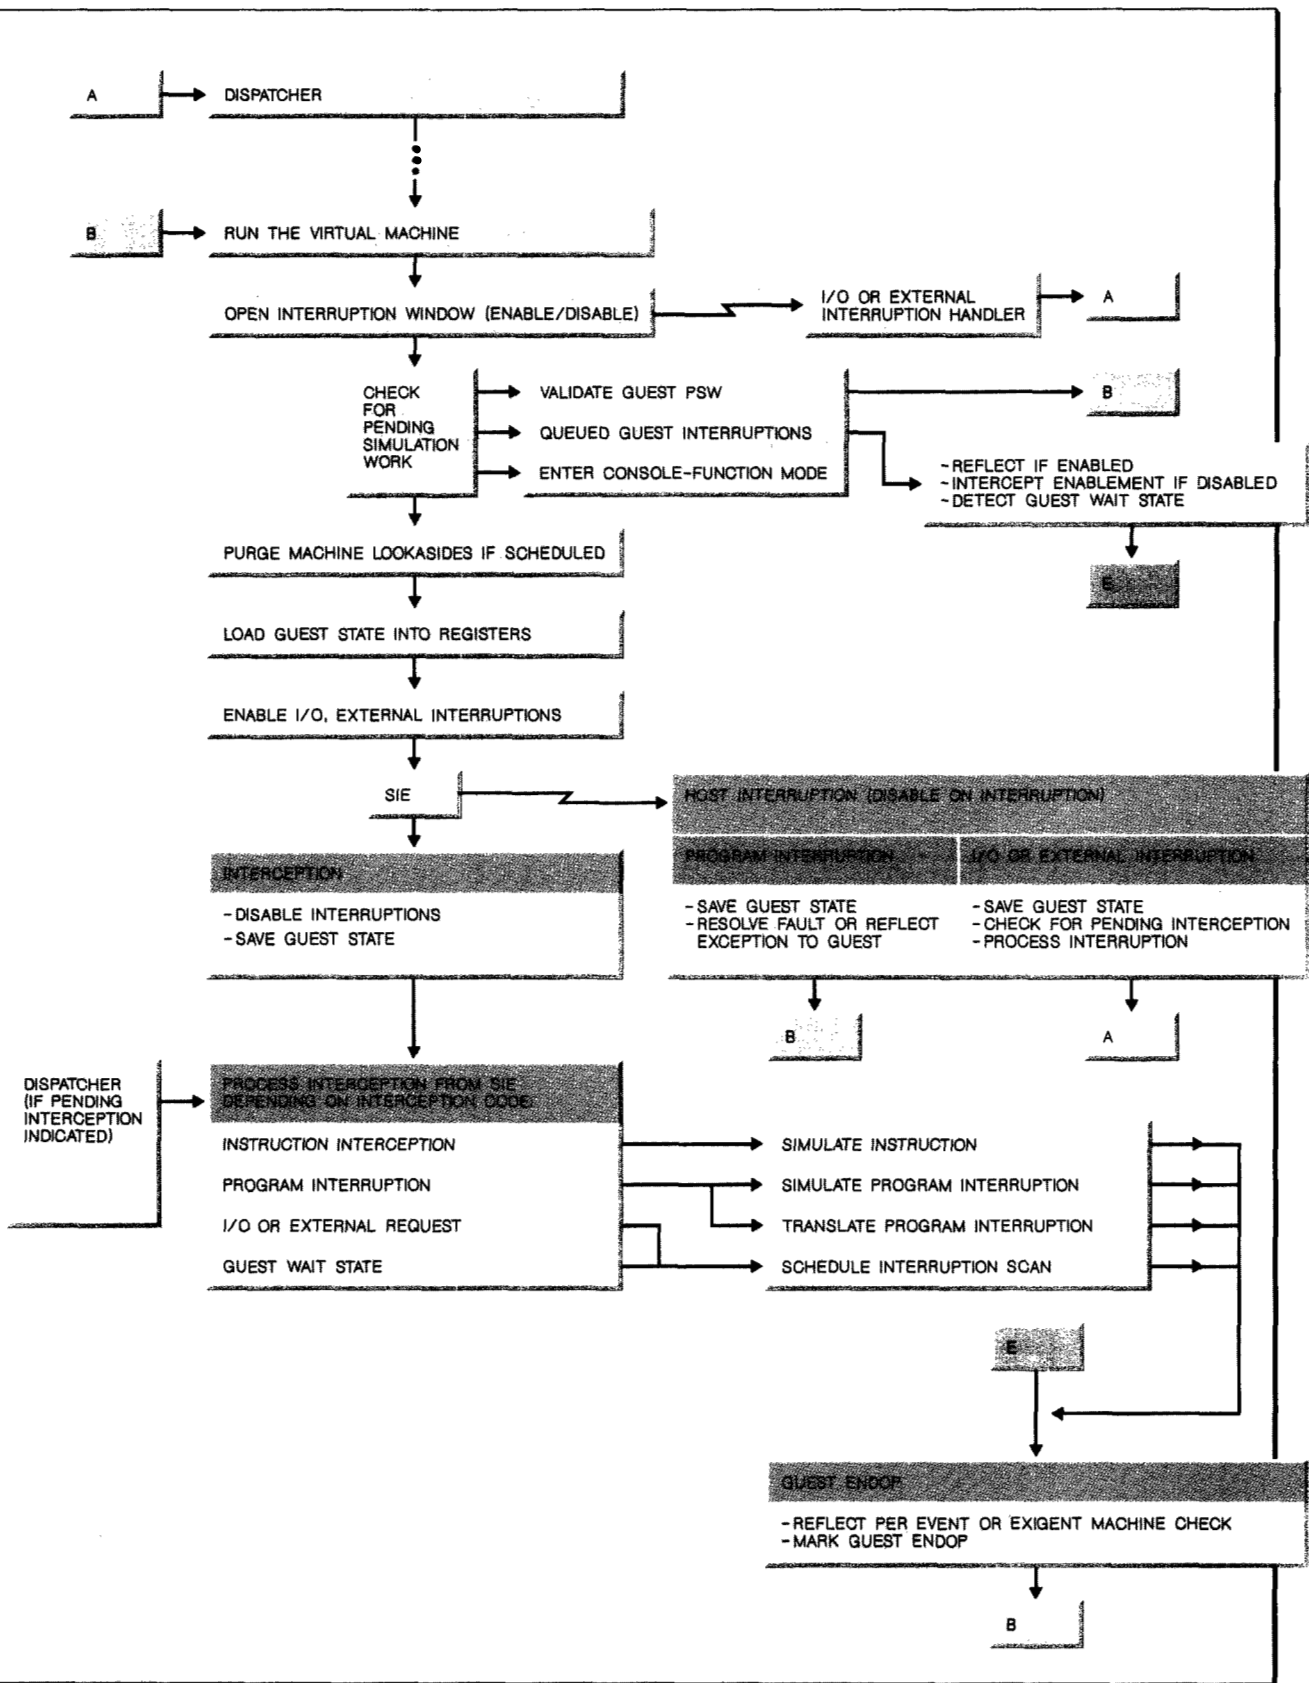 A
DISPATCHER
B
RUN THE VIRTUAL MACHINE
OPEN INTERRUPTION WINDOW (ENABLE/DISABLE)
I/O OR EXTERNAL
INTERRUPTION HANDLER
A
CHECK
FOR
PENDING
SIMULATION
WORK
VALIDATE GUEST PSW
QUEUED GUEST INTERRUPTIONS
ENTER CONSOLE-FUNCTION MODE
B
-REFLECT IF ENABLED
-INTERCEPT ENABLEMENT IF DISABLED
-DETECT GUEST WAIT STATE
E
PURGE MACHINE LOOKASIDES IF SCHEDULED
LOAD GUEST STATE INTO REGISTERS
ENABLE I/O, EXTERNAL INTERRUPTIONS
SIE
HOST INTERRUPTION (DISABLE ON INTERRUPTION)
PROGRAM INTERRUPTION
-SAVE GUEST STATE
-RESOLVE FAULT OR REFLECT
EXCEPTION TO GUEST
I/O OR EXTERNAL INTERRUPTION
-SAVE GUEST STATE
-CHECK FOR PENDING INTERCEPTION
-PROCESS INTERRUPTION
B
A
INTERCEPTION
-DISABLE INTERRUPTIONS
-SAVE GUEST STATE
DISPATCHER
(IF PENDING
INTERCEPTION
INDICATED)
PROCESS INTERCEPTION FROM SIE
DEPENDING ON INTERCEPTION CODE:
INSTRUCTION INTERCEPTION
PROGRAM INTERRUPTION
I/O OR EXTERNAL REQUEST
GUEST WAIT STATE
SIMULATE INSTRUCTION
SIMULATE PROGRAM INTERRUPTION
TRANSLATE PROGRAM INTERRUPTION
SCHEDULE INTERRUPTION SCAN
E
GUEST ENDOP
-REFLECT PER EVENT OR EXIGENT MACHINE CHECK
-MARK GUEST ENDOP
B